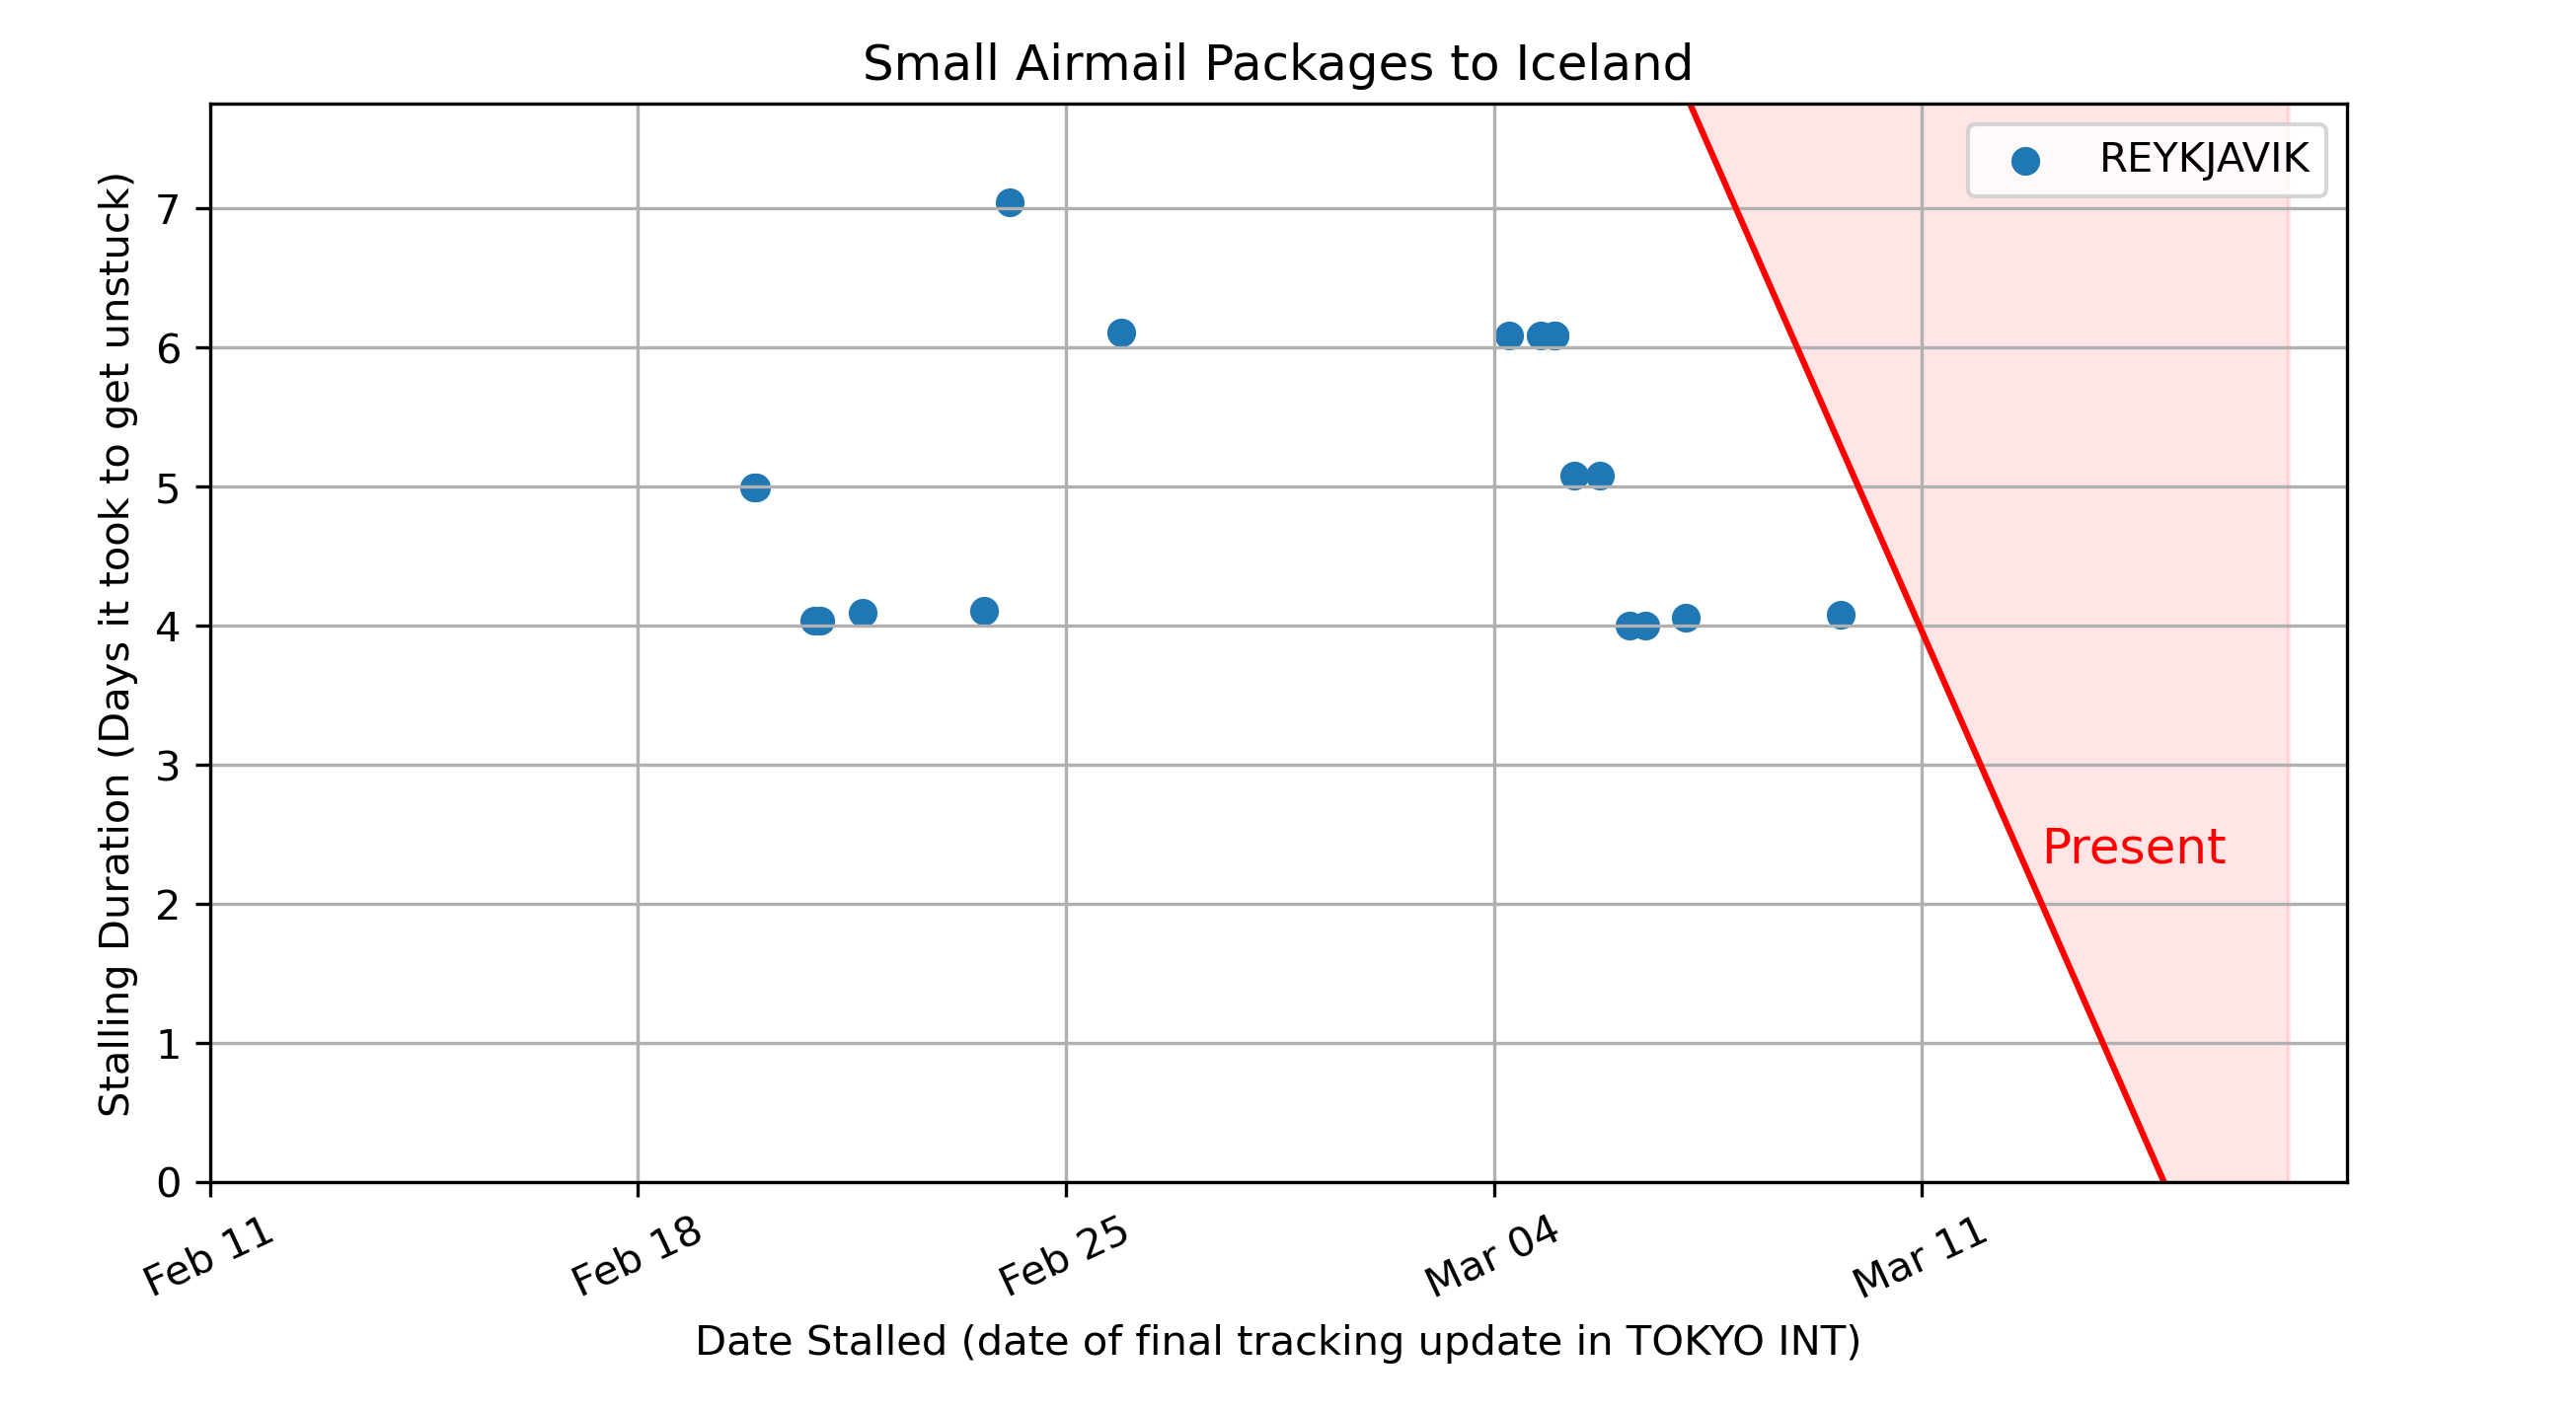 Small Airmail Packages to Iceland
REYKJAVIK
Stalling Duration (Days it took to get unstuck)
7
6
5
4
3
2
1
0
Present
Feb 11
Feb 18
Feb 25
Mar 04
Mar 11
Date Stalled (date of final tracking update in TOKYO INT)